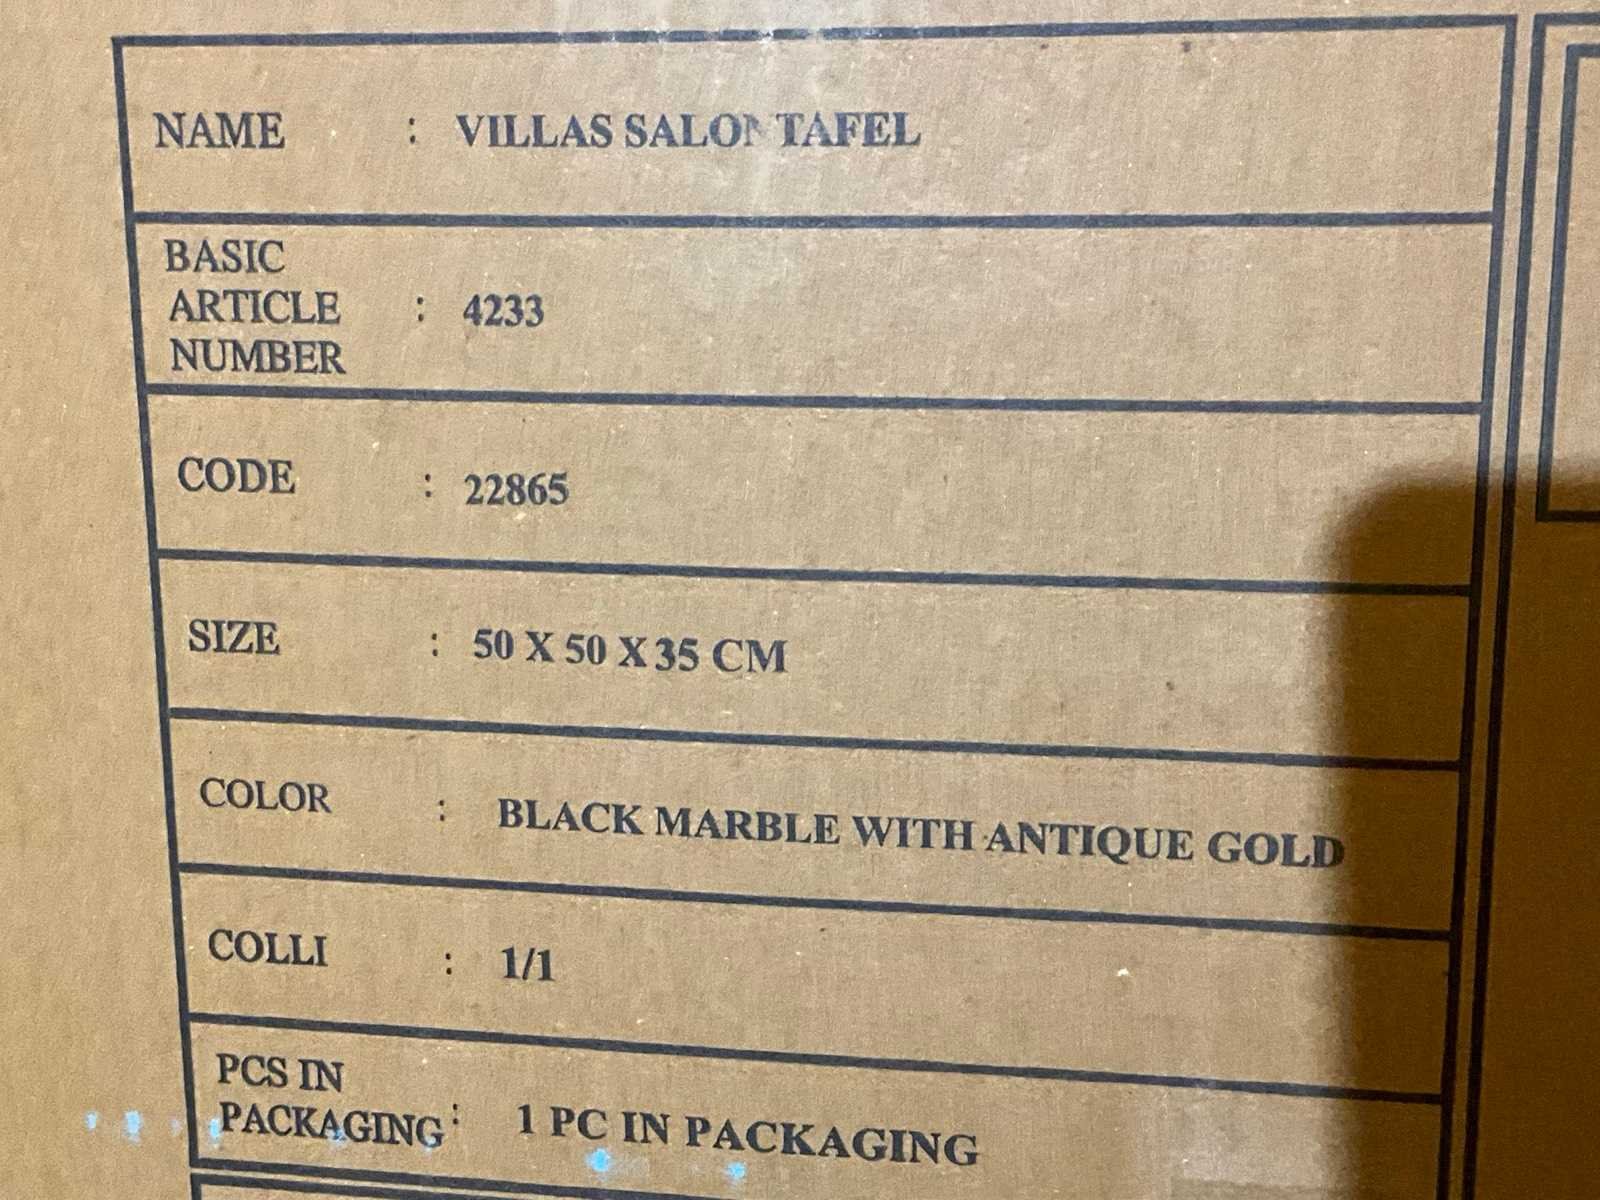 NAME : VILLAS SALON TAFEL
BASIC
ARTICLE : 4233
NUMBER
CODE : 22865
SIZE : 50 X 50 X 35 CM
COLOR : BLACK MARBLE WITH ANTIQUE GOLD
COLLI : 1/1
PCS IN
PACKAGING : 1 PC IN PACKAGING